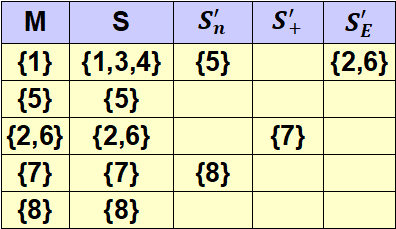 M S S′n S′+ S′E
{1} {1,3,4} {5} {2,6}
{5} {5}
{2,6} {2,6} {7}
{7} {7} {8}
{8} {8}